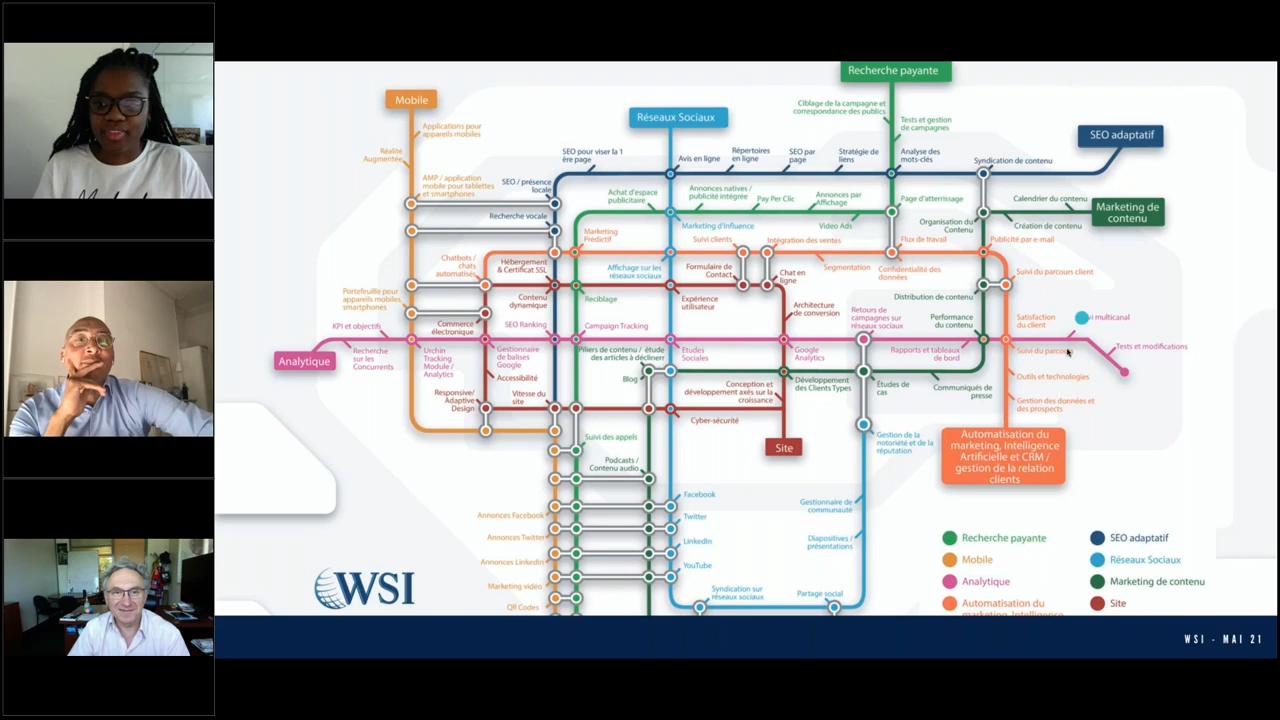 Recherche payante
Mobile
Réseaux Sociaux
SEO adaptatif
Ciblage de la campagne et
correspondance des publics
Tests et gestion
de campagnes
Applications pour
appareils mobiles
Réalité
Augmentée
SEO pour viser la 1
ère page
Avis en ligne
Répertoires
en ligne
SEO par
page
Stratégie de
liens
Analyse des
mots-clés
Syndication de contenu
AMP / application
mobile pour tablettes
et smartphones
SEO / présence
locale
Achat d'espace
publicitaire
Annonces natives /
publicité intégrée
Pay Per Clic
Annonces par
Affichage
Page d'atterrissage
Calendrier du contenu
Marketing de
contenu
Recherche vocale
Marketing d'Influence
Video Ads
Organisation du
Contenu
Création de contenu
Marketing
Prédictif
Suivi clients
Intégration des ventes
Flux de travail
Publicité par e-mail
Chatbots /
chats
automatisés
Hébergement
& Certificat SSL
Affichage sur les
réseaux sociaux
Formulaire de
Contact
Chat en
ligne
Segmentation
Confidentialité des
données
Suivi du parcours client
Portefeuille pour
appareils mobiles
smartphones
Contenu
dynamique
Reciblage
Expérience
utilisateur
Architecture
de conversion
Distribution de contenu
Retours de
campagnes sur
réseaux sociaux
Performance
du contenu
Satisfaction
du client
i multicanal
KPI et objectifs
Commerce
électronique
SEO Ranking
Campaign Tracking
Analytique
Recherche
sur les
Concurrents
Urchin
Tracking
Module /
Analytics
Gestionnaire
de balises
Google
Piliers de contenu / étude
des articles à décliner
Etudes
Sociales
Google
Analytics
Rapports et tableaux
de bord
Suivi du parcours
Tests et modifications
Accessibilité
Blog
Conception et
développement axés sur la
croissance
Développement
des Clients Types
Études de
cas
Communiqués de
presse
Outils et technologies
Responsive/
Adaptive
Design
Vitesse du
site
Cyber-sécurité
Gestion des données et
des prospects
Suivi des appels
Site
Gestion de la
notoriété et de la
réputation
Automatisation du
marketing, Intelligence
Artificielle et CRM /
gestion de la relation
clients
Podcasts /
Contenu audio
Facebook
Gestionnaire de
communauté
Annonces Facebook
Twitter
Annonces Twitter
LinkedIn
Diapositives /
présentations
Annonces Linkedin
YouTube
Marketing vidéo
Syndication sur
réseaux sociaux
Partage social
QR Codes
WSI
Recherche payante
SEO adaptatif
Mobile
Réseaux Sociaux
Analytique
Marketing de contenu
Automatisation du
marketing, Intelligence
Site
WSI - MAI 21